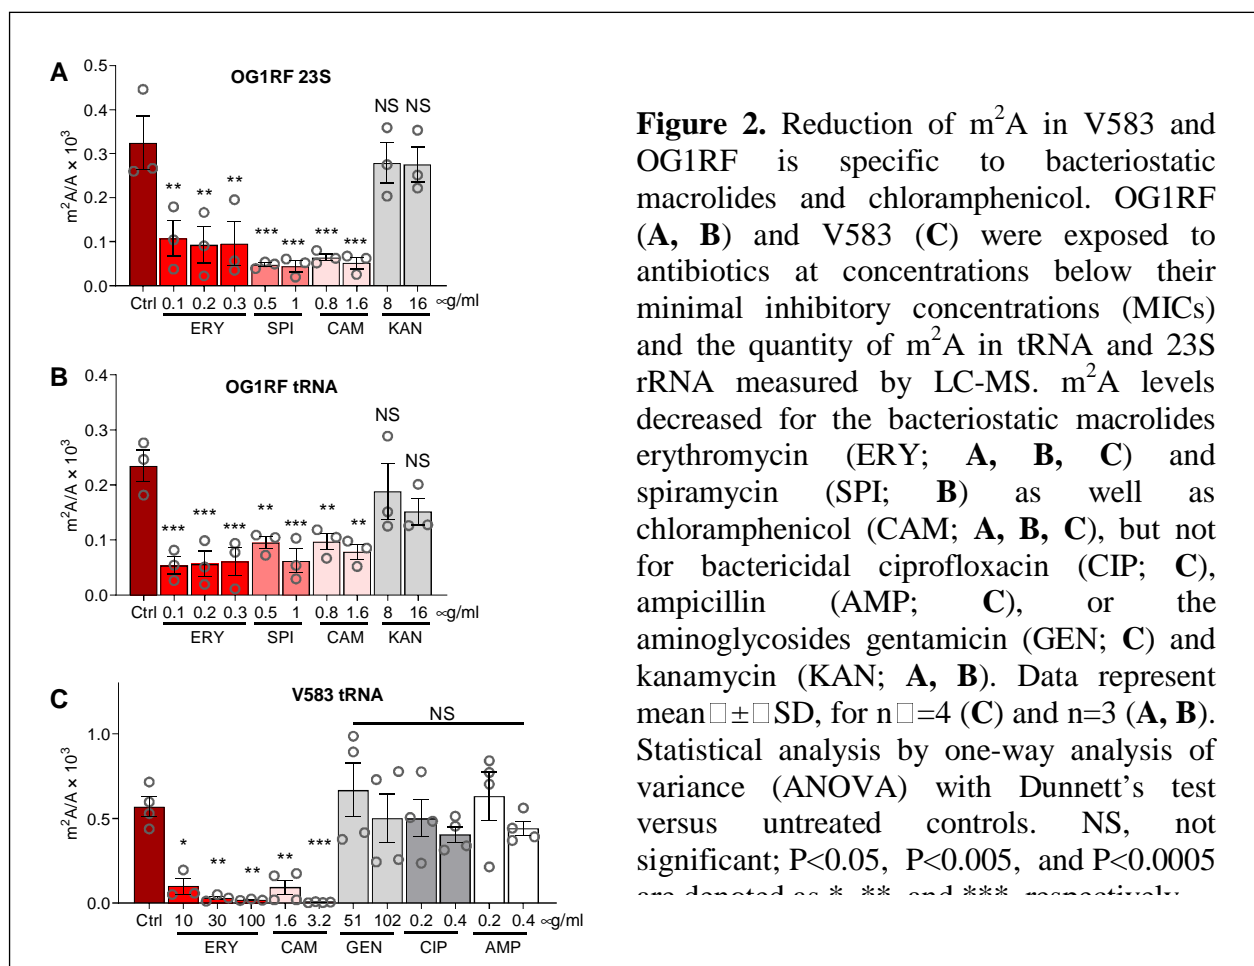 A
OG1RF 23S
m²A/A × 10³
0.5
0.4
0.3
0.2
0.1
0.0
** ** ** *** *** *** *** NS NS
Ctrl 0.1 0.2 0.3 0.5 1 0.8 1.6 8 16 ∝g/ml
ERY SPI CAM KAN
B
OG1RF tRNA
m²A/A × 10³
0.4
0.3
0.2
0.1
0.0
*** *** *** ** *** ** ** NS NS
Ctrl 0.1 0.2 0.3 0.5 1 0.8 1.6 8 16 ∝g/ml
ERY SPI CAM KAN
C
V583 tRNA
m²A/A × 10³
1.0
0.5
0.0
* ** ** ** *** NS
Ctrl 10 30 100 1.6 3.2 51 102 0.2 0.4 0.2 0.4 ∝g/ml
ERY CAM GEN CIP AMP
Figure 2. Reduction of m²A in V583 and
OG1RF is specific to bacteriostatic
macrolides and chloramphenicol. OG1RF
(A, B) and V583 (C) were exposed to
antibiotics at concentrations below their
minimal inhibitory concentrations (MICs)
and the quantity of m²A in tRNA and 23S
rRNA measured by LC-MS. m²A levels
decreased for the bacteriostatic macrolides
erythromycin (ERY; A, B, C) and
spiramycin (SPI; B) as well as
chloramphenicol (CAM; A, B, C), but not
for bactericidal ciprofloxacin (CIP; C),
ampicillin (AMP; C), or the
aminoglycosides gentamicin (GEN; C) and
kanamycin (KAN; A, B). Data represent
mean□±□SD, for n□=4 (C) and n=3 (A, B).
Statistical analysis by one-way analysis of
variance (ANOVA) with Dunnett's test
versus untreated controls. NS, not
significant; P<0.05, P<0.005, and P<0.0005
are denoted as *, **, and ***, respectively